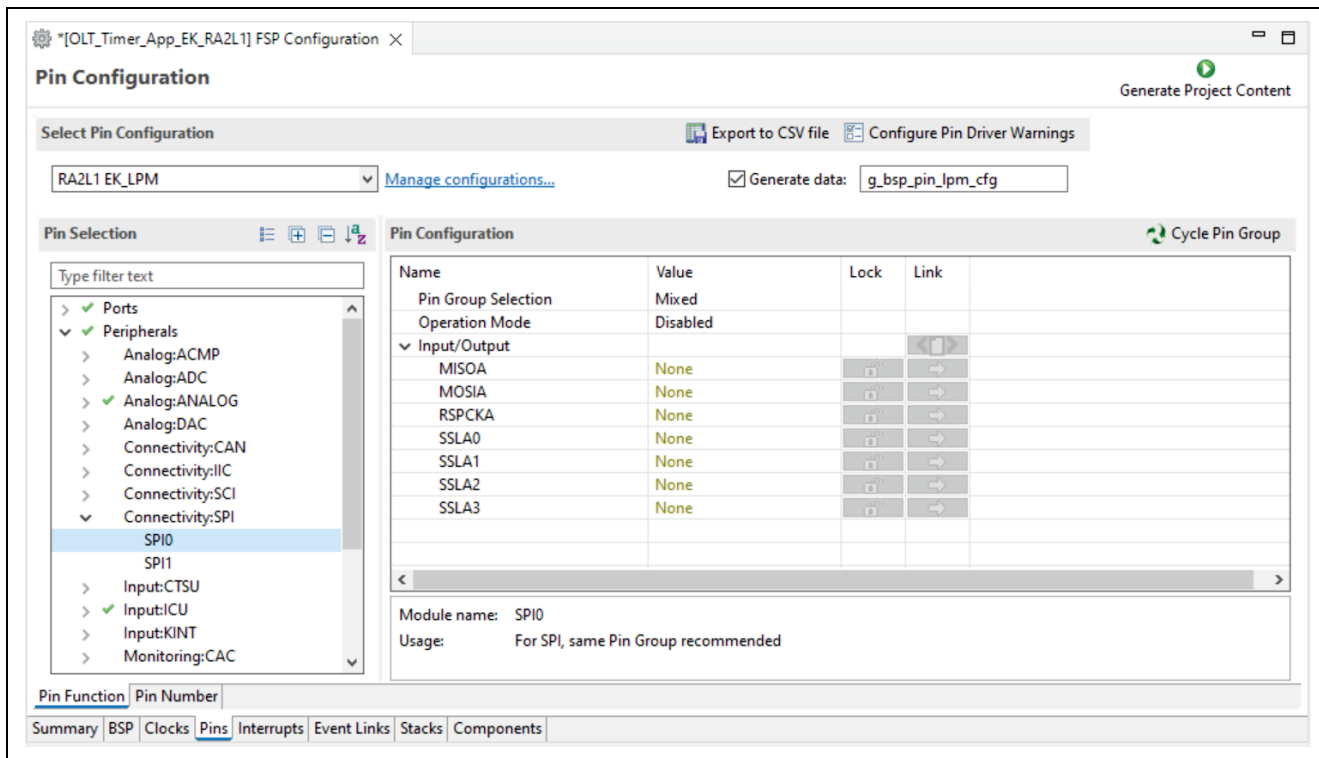 *[OLT_Timer_App_EK_RA2L1] FSP Configuration
Pin Configuration
Generate Project Content
Select Pin Configuration
Export to CSV file
Configure Pin Driver Warnings
RA2L1 EK_LPM
Manage configurations...
Generate data:
g_bsp_pin_lpm_cfg
Pin Selection
Type filter text
Ports
Peripherals
Analog:ACMP
Analog:ADC
Analog:ANALOG
Analog:DAC
Connectivity:CAN
Connectivity:IIC
Connectivity:SCI
Connectivity:SPI
SPI0
SPI1
Input:CTSU
Input:ICU
Input:KINT
Monitoring:CAC
Pin Configuration
Cycle Pin Group
Name Value Lock Link
Pin Group Selection Mixed
Operation Mode Disabled
Input/Output
MISOA None
MOSIA None
RSPCKA None
SSLA0 None
SSLA1 None
SSLA2 None
SSLA3 None
Module name: SPI0
Usage: For SPI, same Pin Group recommended
Pin Function Pin Number
Summary BSP Clocks Pins Interrupts Event Links Stacks Components